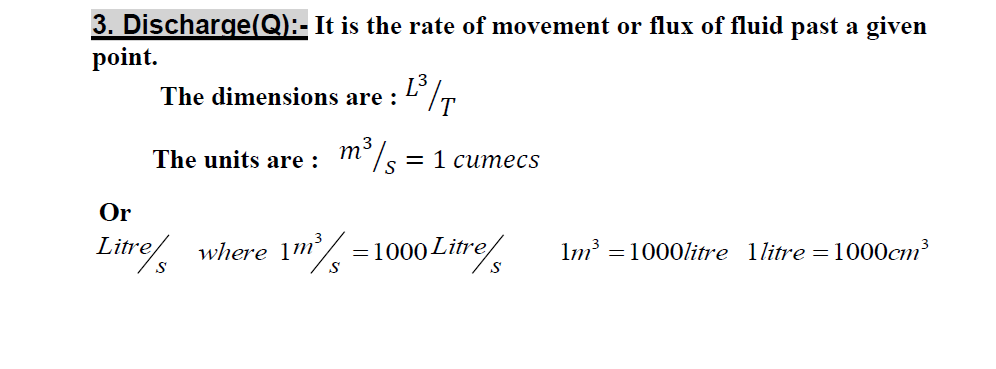 3. Discharge(Q):- It is the rate of movement or flux of fluid past a given
point.
The dimensions are : L³/T
The units are : m³/s = 1 cumecs
Or
Litre/s where 1m³/s =1000 Litre/s 1m³ =1000litre 1litre =1000cm³